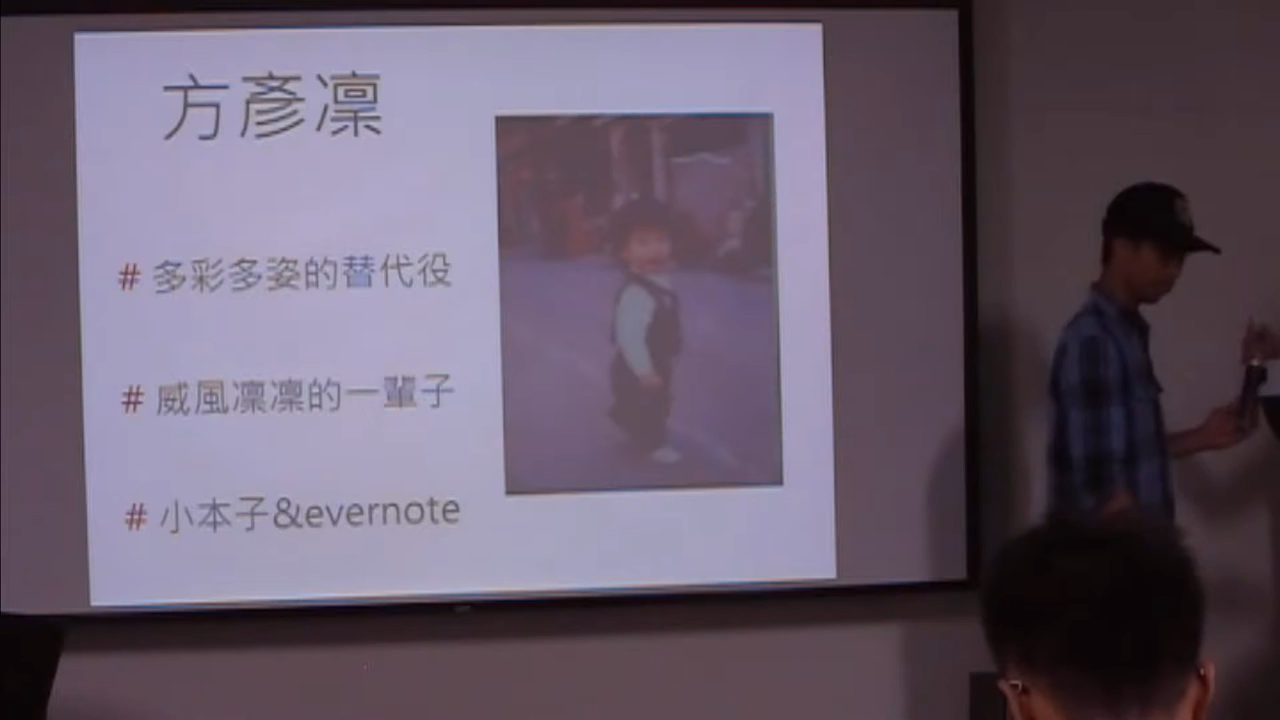 方彥凜
# 多彩多姿的替代役
# 威風凜凜的一輩子
# 小本子&evernote